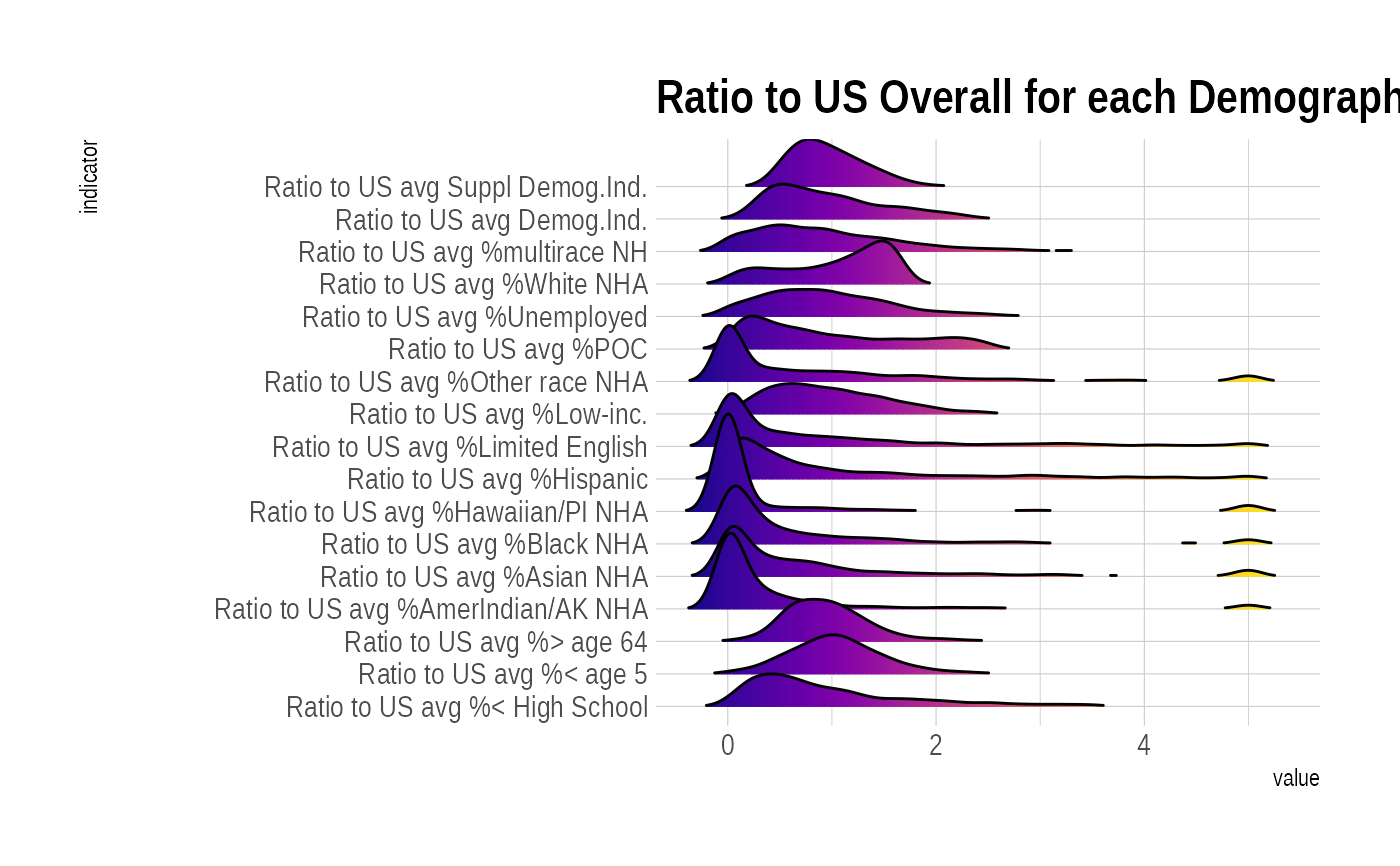 Ratio to US Overall for each Demograph
indicator
Ratio to US avg Suppl Demog.Ind.
Ratio to US avg Demog.Ind.
Ratio to US avg %multirace NH
Ratio to US avg %White NHA
Ratio to US avg %Unemployed
Ratio to US avg %POC
Ratio to US avg %Other race NHA
Ratio to US avg %Low-inc.
Ratio to US avg %Limited English
Ratio to US avg %Hispanic
Ratio to US avg %Hawaiian/PI NHA
Ratio to US avg %Black NHA
Ratio to US avg %Asian NHA
Ratio to US avg %AmerIndian/AK NHA
Ratio to US avg %> age 64
Ratio to US avg %< age 5
Ratio to US avg %< High School
0 2 4
value